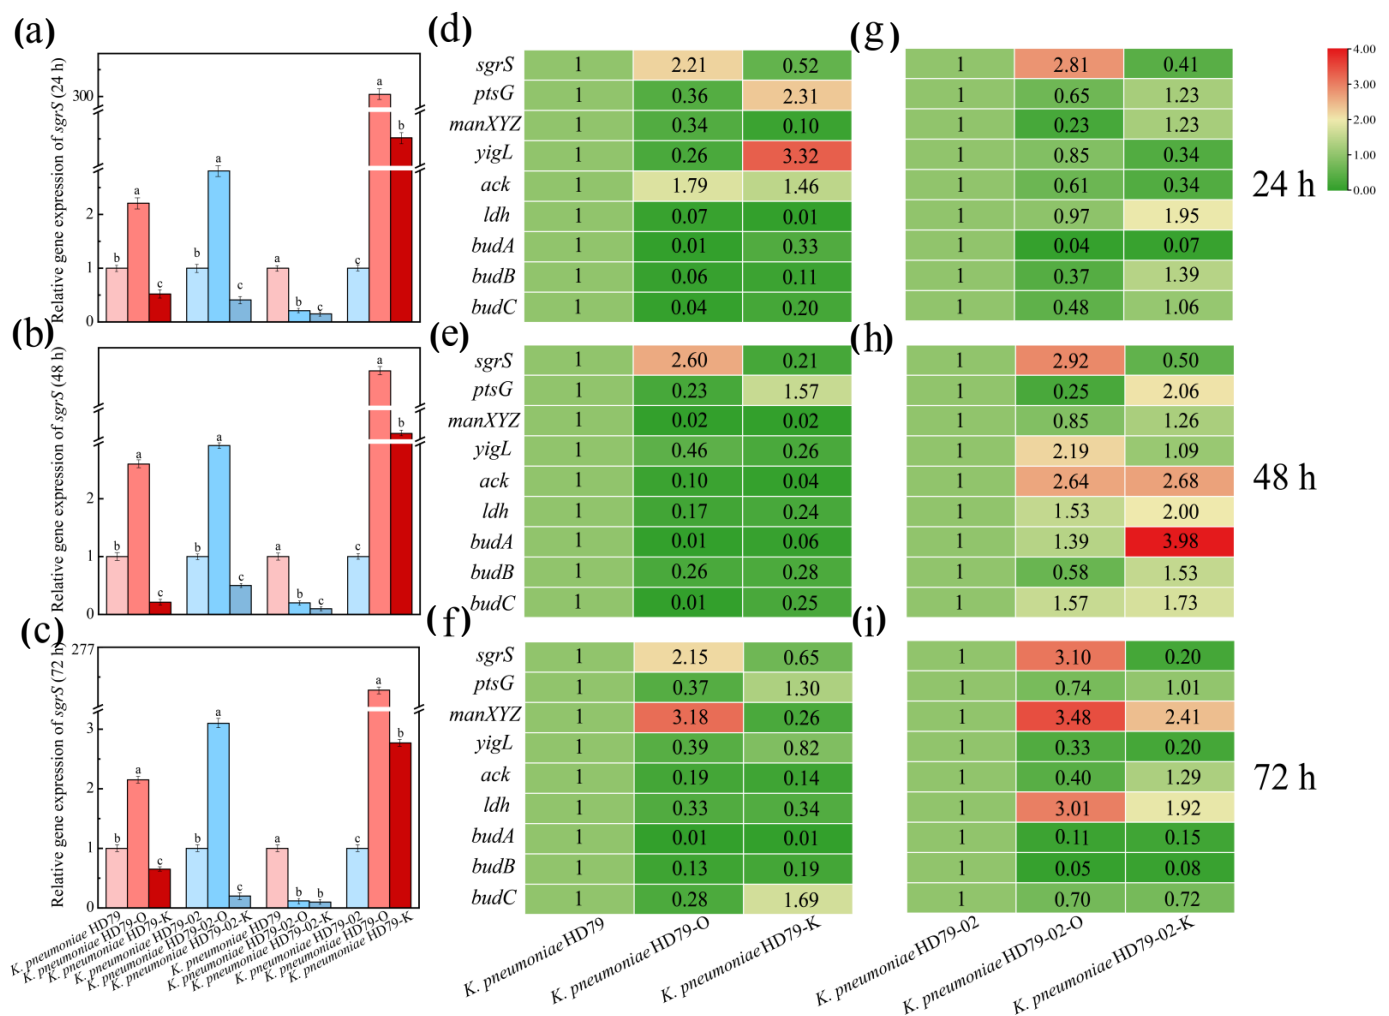 (a)
Relative gene expression of sgrS (24 h)
300
2
1
0
b
a
c
b
a
c
a
b
c
c
a
b
(b)
Relative gene expression of sgrS (48 h)
2
1
0
b
a
c
b
a
c
a
b
c
c
a
b
(c)
Relative gene expression of sgrS (72 h)
277
3
2
1
0
b
a
c
b
a
c
a
b
b
c
a
b
K. pneumoniae HD79
K. pneumoniae HD79-O
K. pneumoniae HD79-K
K. pneumoniae HD79-02
K. pneumoniae HD79-02-O
K. pneumoniae HD79-02-K
K. pneumoniae HD79
K. pneumoniae HD79-02-O
K. pneumoniae HD79-02-K
K. pneumoniae HD79-02
K. pneumoniae HD79-O
K. pneumoniae HD79-K
(d)
sgrS 1 2.21 0.52
ptsG 1 0.36 2.31
manXYZ 1 0.34 0.10
yigL 1 0.26 3.32
ack 1 1.79 1.46
ldh 1 0.07 0.01
budA 1 0.01 0.33
budB 1 0.06 0.11
budC 1 0.04 0.20
(e)
sgrS 1 2.60 0.21
ptsG 1 0.23 1.57
manXYZ 1 0.02 0.02
yigL 1 0.46 0.26
ack 1 0.10 0.04
ldh 1 0.17 0.24
budA 1 0.01 0.06
budB 1 0.26 0.28
budC 1 0.01 0.25
(f)
sgrS 1 2.15 0.65
ptsG 1 0.37 1.30
manXYZ 1 3.18 0.26
yigL 1 0.39 0.82
ack 1 0.19 0.14
ldh 1 0.33 0.34
budA 1 0.01 0.01
budB 1 0.13 0.19
budC 1 0.28 1.69
K. pneumoniae HD79
K. pneumoniae HD79-O
K. pneumoniae HD79-K
(g)
1 2.81 0.41
1 0.65 1.23
1 0.23 1.23
1 0.85 0.34
1 0.61 0.34
1 0.97 1.95
1 0.04 0.07
1 0.37 1.39
1 0.48 1.06
24 h
4.00
3.00
2.00
1.00
0.00
(h)
1 2.92 0.50
1 0.25 2.06
1 0.85 1.26
1 2.19 1.09
1 2.64 2.68
1 1.53 2.00
1 1.39 3.98
1 0.58 1.53
1 1.57 1.73
48 h
(i)
1 3.10 0.20
1 0.74 1.01
1 3.48 2.41
1 0.33 0.20
1 0.40 1.29
1 3.01 1.92
1 0.11 0.15
1 0.05 0.08
1 0.70 0.72
72 h
K. pneumoniae HD79-02
K. pneumoniae HD79-02-O
K. pneumoniae HD79-02-K